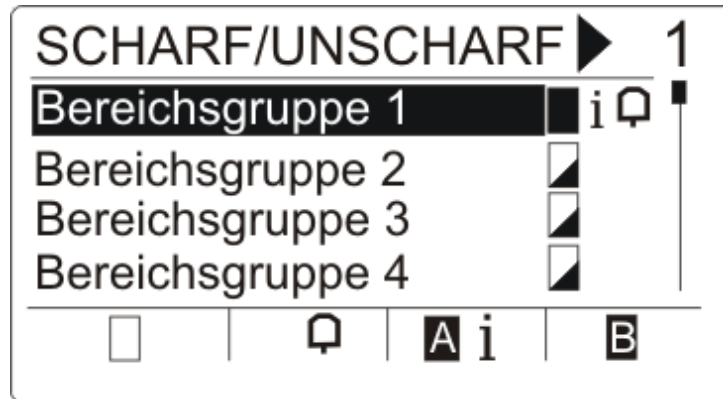 SCHARF/UNSCHARF 1
Bereichsgruppe 1 i
Bereichsgruppe 2
Bereichsgruppe 3
Bereichsgruppe 4
A i B